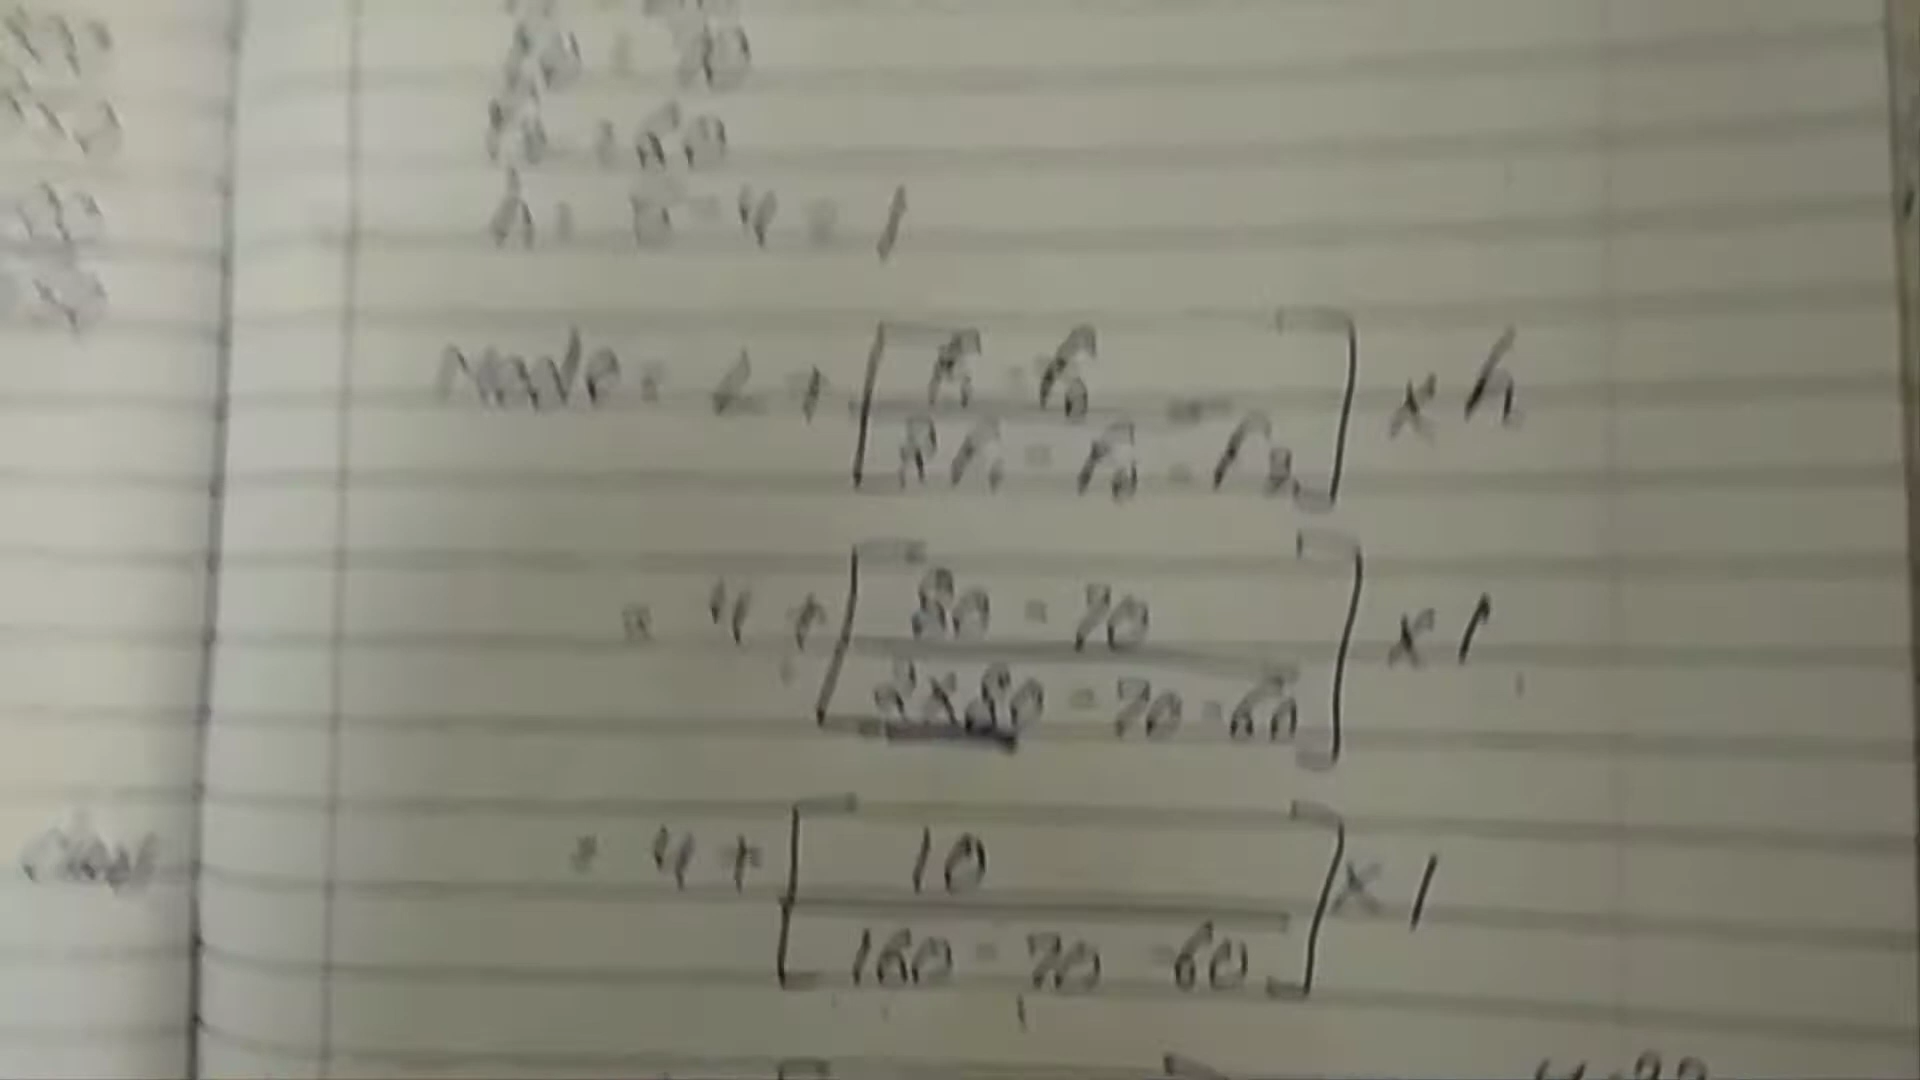 f0 = 70
f2 = 60
h = 5 - 4 = 1
Mode = L + [ f1 - f0 / 2f1 - f0 - f2 ] × h
= 4 + [ 80 - 70 / 2×80 - 70 - 60 ] × 1
= 4 + [ 10 / 160 - 70 - 60 ] × 1